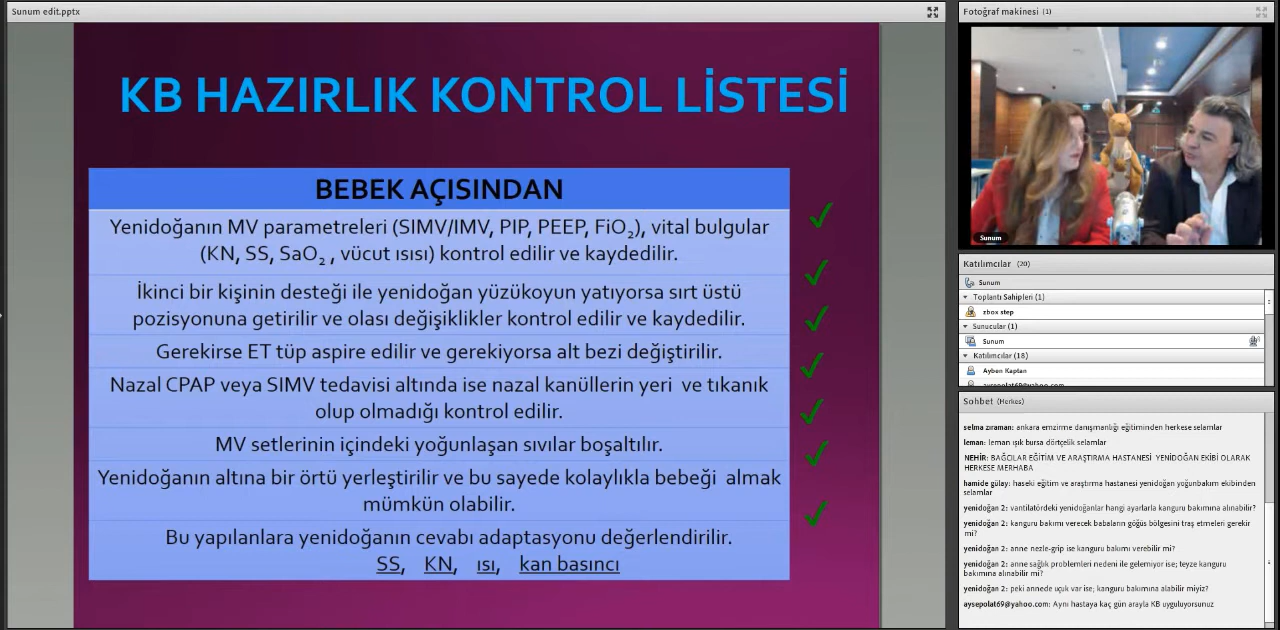 Sunum edit.pptx
KB HAZIRLIK KONTROL LİSTESİ
BEBEK AÇISINDAN
Yenidoğanın MV parametreleri (SIMV/IMV, PIP, PEEP, FiO₂), vital bulgular
(KN, SS, SaO₂ , vücut ısısı) kontrol edilir ve kaydedilir.
İkinci bir kişinin desteği ile yenidoğan yüzükoyun yatıyorsa sırt üstü
pozisyonuna getirilir ve olası değişiklikler kontrol edilir ve kaydedilir.
Gerekirse ET tüp aspire edilir ve gerekiyorsa alt bezi değiştirilir.
Nazal CPAP veya SIMV tedavisi altında ise nazal kanüllerin yeri ve tıkanık
olup olmadığı kontrol edilir.
MV setlerinin içindeki yoğunlaşan sıvılar boşaltılır.
Yenidoğanın altına bir örtü yerleştirilir ve bu sayede kolaylıkla bebeği almak
mümkün olabilir.
Bu yapılanlara yenidoğanın cevabı adaptasyonu değerlendirilir.
SS, KN, ısı, kan basıncı
Fotoğraf makinesi (1)
Sunum
Katılımcılar (20)
Sunum
Toplantı Sahipleri (1)
zbox step
Sunucular (1)
Sunum
Katılımcılar (18)
Ayben Kaptan
aysepolat69@yahoo.com
Sohbet (Herkes)
selma zıraman: ankara emzirme danışmanlığı eğitiminden herkese selamlar
leman: leman ışık bursa dörtçelik selamlar
NEHİR: BAĞCILAR EĞİTİM VE ARAŞTIRMA HASTANESİ YENİDOĞAN EKİBİ OLARAK
HERKESE MERHABA
hamide gülay: haseki eğitim ve araştırma hastanesi yenidoğan yoğunbakım ekibinden
selamlar
yenidoğan 2: vantilatördeki yenidoğanlar hangi ayarlarla kanguru bakımına alınabilir?
yenidoğan 2: kanguru bakımı verecek babaların göğüs bölgesini traş etmeleri gerekir
mi?
yenidoğan 2: anne nezle-grip ise kanguru bakımı verebilir mi?
yenidoğan 2: anne sağlık problemleri nedeni ile gelemiyor ise; teyze kanguru
bakımına alınabilir mi?
yenidoğan 2: peki annede uçuk var ise; kanguru bakımına alabilir miyiz?
aysepolat69@yahoo.com: Aynı hastaya kaç gün arayla KB uyguluyorsunuz